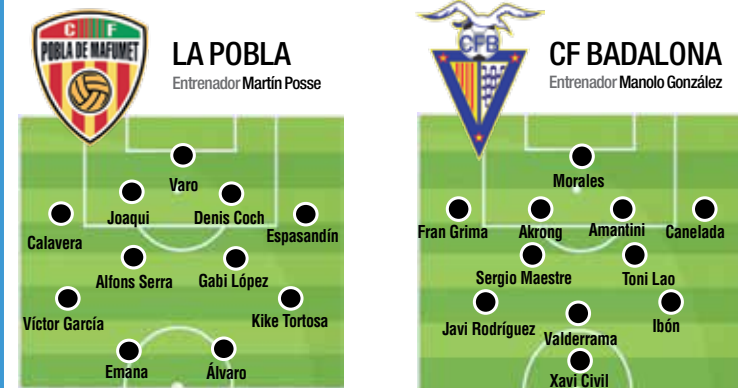 C F
POBLA DE MAFUMET
LA POBLA
Entrenador Martín Posse
Varo
Joaqui
Denis Coch
Calavera
Espasandín
Alfons Serra
Gabi López
Víctor García
Kike Tortosa
Emana
Álvaro
CFB
CF BADALONA
Entrenador Manolo González
Morales
Fran Grima
Akrong
Amantini
Canelada
Sergio Maestre
Toni Lao
Javi Rodríguez
Valderrama
Ibón
Xavi Civil